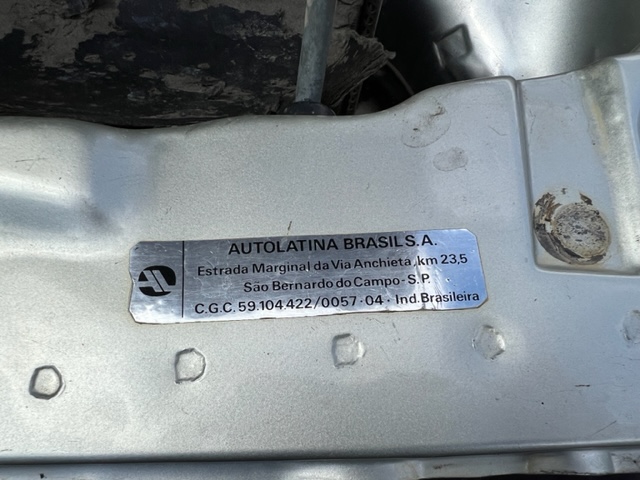 AUTOLATINA BRASIL S.A.
Estrada Marginal da Via Anchieta, km 23,5
São Bernardo do Campo - S.P.
C.G.C. 59.104.422/0057-04 · Ind. Brasileira